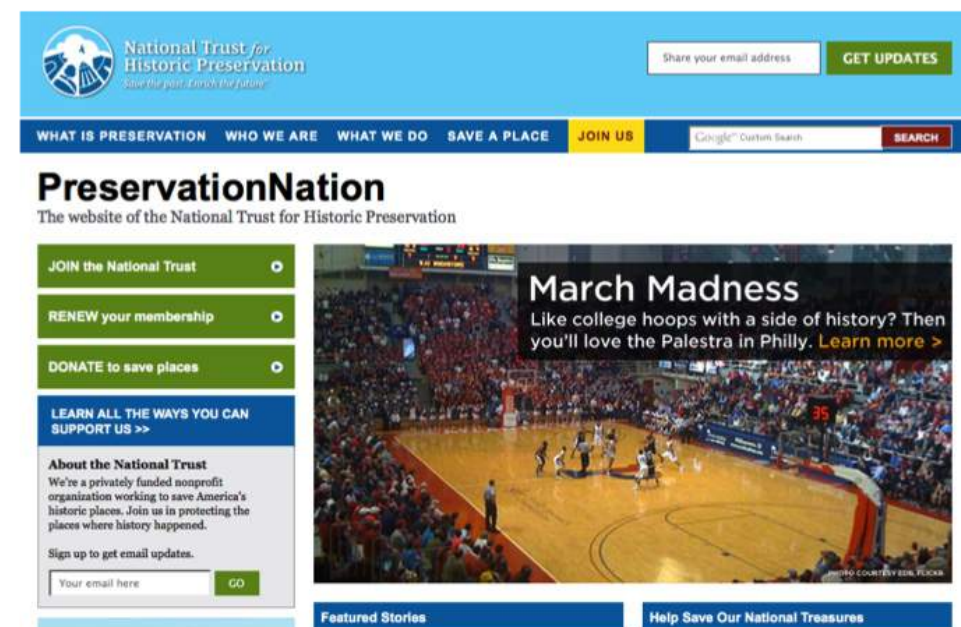 National Trust for
Historic Preservation
Save the past. Enrich the future.
Share your email address
GET UPDATES
WHAT IS PRESERVATION WHO WE ARE WHAT WE DO SAVE A PLACE JOIN US
Google™ Custom Search
SEARCH
PreservationNation
The website of the National Trust for Historic Preservation
JOIN the National Trust
RENEW your membership
DONATE to save places
LEARN ALL THE WAYS YOU CAN
SUPPORT US >>
About the National Trust
We're a privately funded nonprofit
organization working to save America's
historic places. Join us in protecting the
places where history happened.
Sign up to get email updates.
Your email here
GO
March Madness
Like college hoops with a side of history? Then
you'll love the Palestra in Philly. Learn more >
35
PHOTO COURTESY FLICKR
Featured Stories
Help Save Our National Treasures